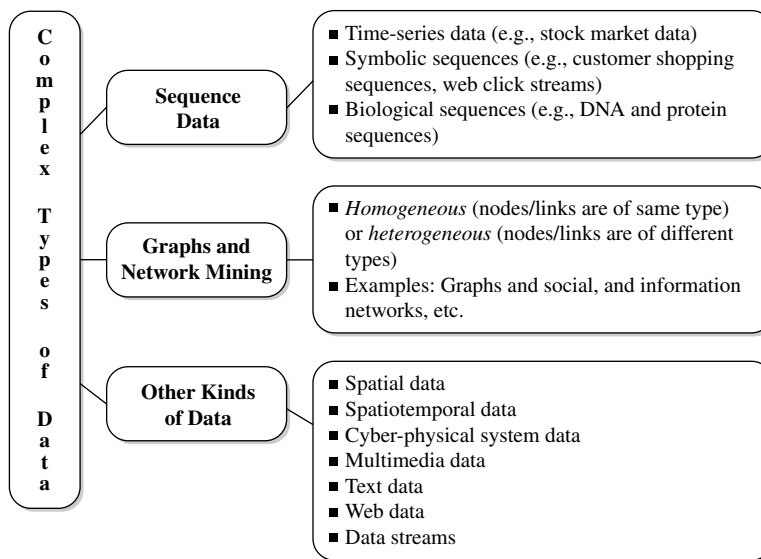 Complex Types of Data
Sequence
Data
■ Time-series data (e.g., stock market data)
■ Symbolic sequences (e.g., customer shopping
sequences, web click streams)
■ Biological sequences (e.g., DNA and protein
sequences)
Graphs and
Network Mining
■ Homogeneous (nodes/links are of same type)
or heterogeneous (nodes/links are of different
types)
■ Examples: Graphs and social, and information
networks, etc.
Other Kinds
of Data
■ Spatial data
■ Spatiotemporal data
■ Cyber-physical system data
■ Multimedia data
■ Text data
■ Web data
■ Data streams